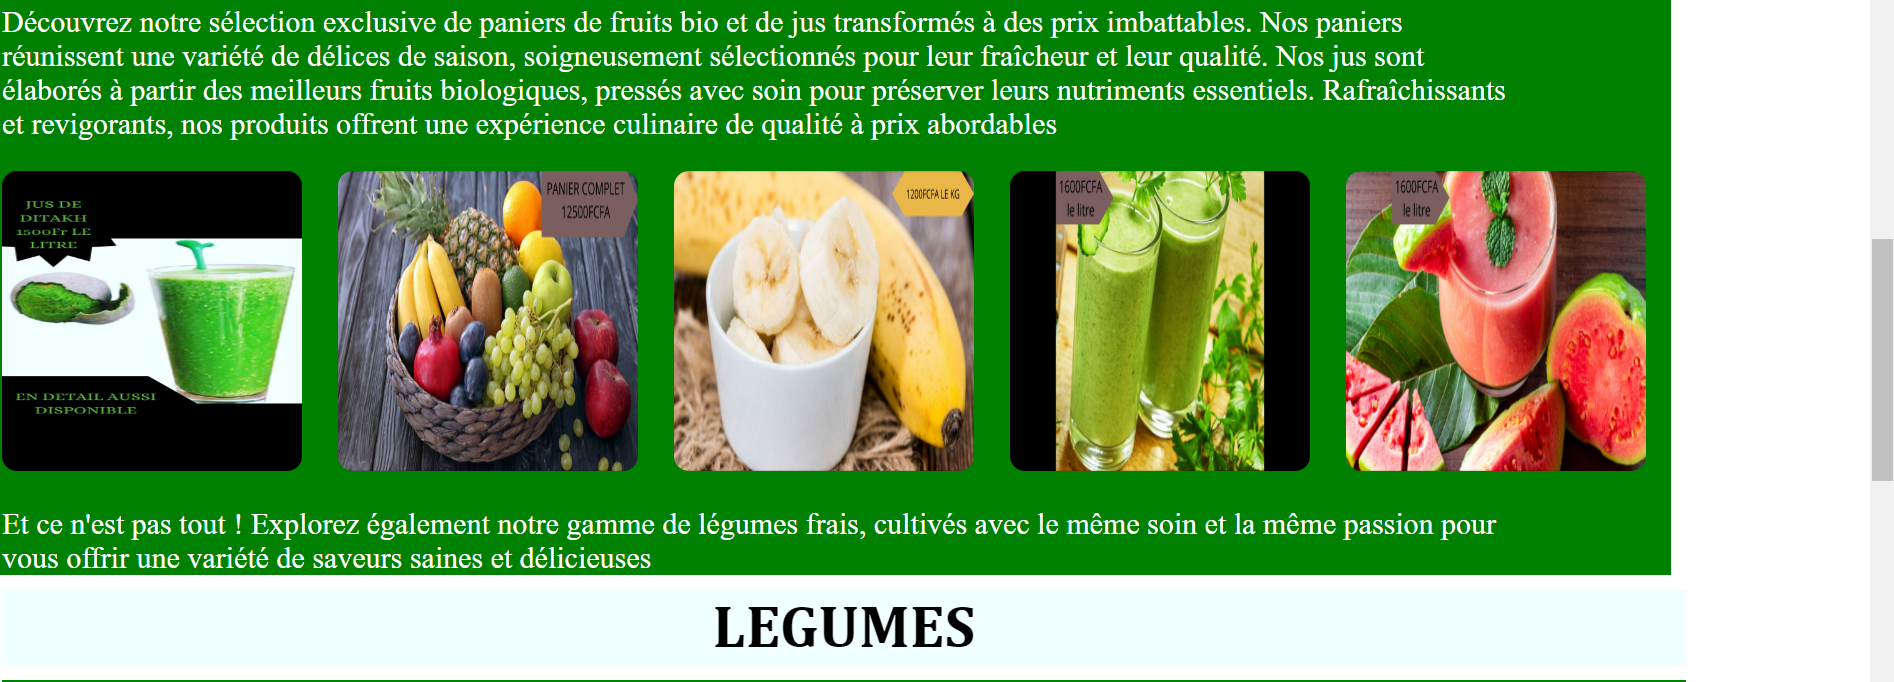 Découvrez notre sélection exclusive de paniers de fruits bio et de jus transformés à des prix imbattables. Nos paniers
réunissent une variété de délices de saison, soigneusement sélectionnés pour leur fraîcheur et leur qualité. Nos jus sont
élaborés à partir des meilleurs fruits biologiques, pressés avec soin pour préserver leurs nutriments essentiels. Rafraîchissants
et revigorants, nos produits offrent une expérience culinaire de qualité à prix abordables
JUS DE
DITAKH
1500Fr LE
LITRE
EN DETAIL AUSSI
DISPONIBLE
PANIER COMPLET
12500FCFA
1200FCFA LE KG
1600FCFA
le litre
1600FCFA
le litre
Et ce n'est pas tout ! Explorez également notre gamme de légumes frais, cultivés avec le même soin et la même passion pour
vous offrir une variété de saveurs saines et délicieuses
LEGUMES